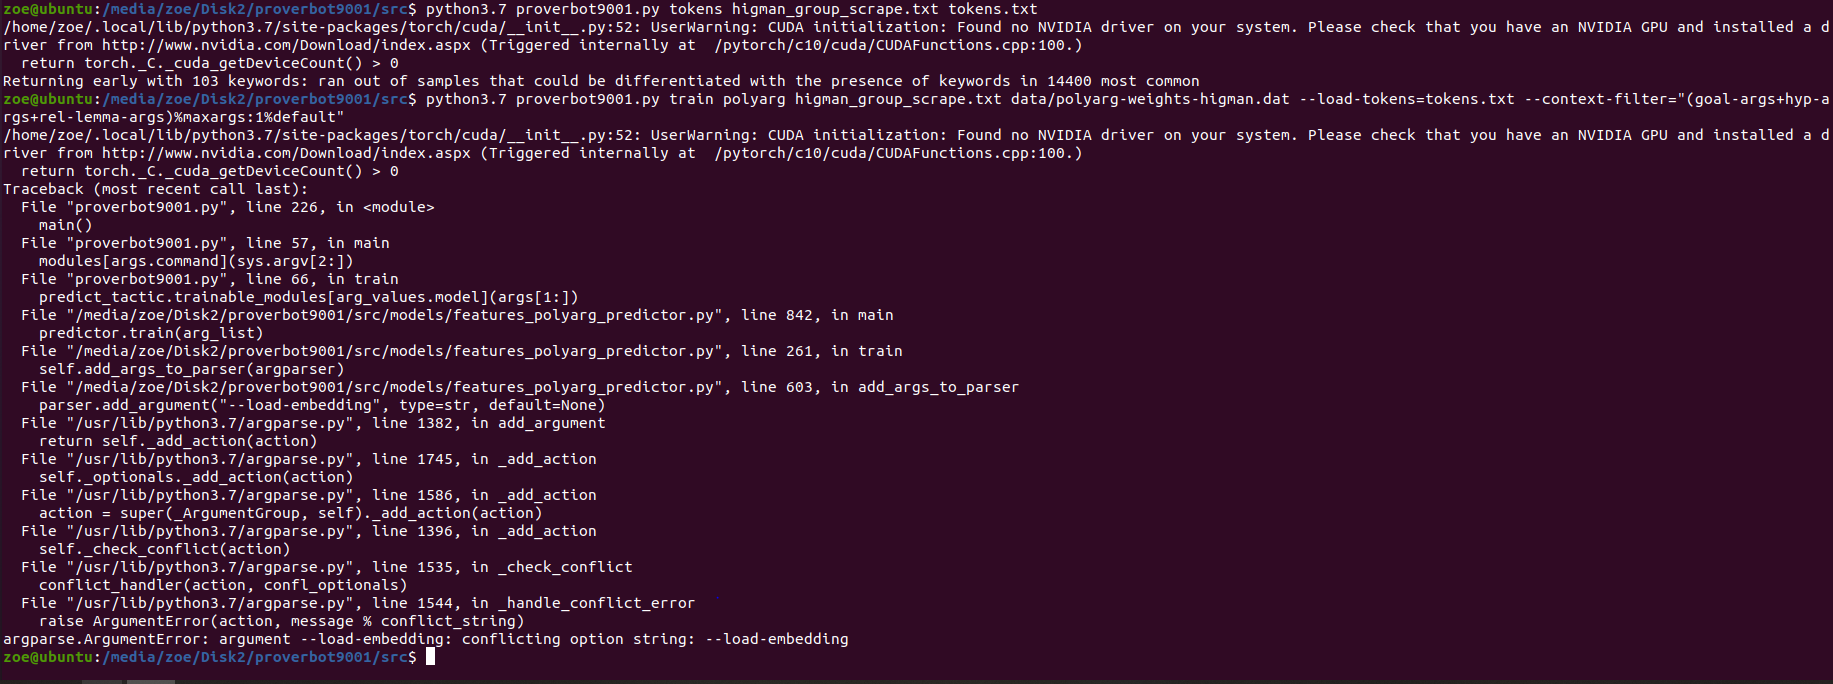 zoe@ubuntu:/media/zoe/Disk2/proverbot9001/src$ python3.7 proverbot9001.py tokens higman_group_scrape.txt tokens.txt
/home/zoe/.local/lib/python3.7/site-packages/torch/cuda/__init__.py:52: UserWarning: CUDA initialization: Found no NVIDIA driver on your system. Please check that you have an NVIDIA GPU and installed a d
river from http://www.nvidia.com/Download/index.aspx (Triggered internally at  /pytorch/c10/cuda/CUDAFunctions.cpp:100.)
  return torch._C._cuda_getDeviceCount() > 0
Returning early with 103 keywords: ran out of samples that could be differentiated with the presence of keywords in 14400 most common
zoe@ubuntu:/media/zoe/Disk2/proverbot9001/src$ python3.7 proverbot9001.py train polyarg higman_group_scrape.txt data/polyarg-weights-higman.dat --load-tokens=tokens.txt --context-filter="(goal-args+hyp-a
rgs+rel-lemma-args)%maxargs:1%default"
/home/zoe/.local/lib/python3.7/site-packages/torch/cuda/__init__.py:52: UserWarning: CUDA initialization: Found no NVIDIA driver on your system. Please check that you have an NVIDIA GPU and installed a d
river from http://www.nvidia.com/Download/index.aspx (Triggered internally at  /pytorch/c10/cuda/CUDAFunctions.cpp:100.)
  return torch._C._cuda_getDeviceCount() > 0
Traceback (most recent call last):
  File "proverbot9001.py", line 226, in <module>
    main()
  File "proverbot9001.py", line 57, in main
    modules[args.command](sys.argv[2:])
  File "proverbot9001.py", line 66, in train
    predict_tactic.trainable_modules[arg_values.model](args[1:])
  File "/media/zoe/Disk2/proverbot9001/src/models/features_polyarg_predictor.py", line 842, in main
    predictor.train(arg_list)
  File "/media/zoe/Disk2/proverbot9001/src/models/features_polyarg_predictor.py", line 261, in train
    self.add_args_to_parser(argparser)
  File "/media/zoe/Disk2/proverbot9001/src/models/features_polyarg_predictor.py", line 603, in add_args_to_parser
    parser.add_argument("--load-embedding", type=str, default=None)
  File "/usr/lib/python3.7/argparse.py", line 1382, in add_argument
    return self._add_action(action)
  File "/usr/lib/python3.7/argparse.py", line 1745, in _add_action
    self._optionals._add_action(action)
  File "/usr/lib/python3.7/argparse.py", line 1586, in _add_action
    action = super(_ArgumentGroup, self)._add_action(action)
  File "/usr/lib/python3.7/argparse.py", line 1396, in _add_action
    self._check_conflict(action)
  File "/usr/lib/python3.7/argparse.py", line 1535, in _check_conflict
    conflict_handler(action, confl_optionals)
  File "/usr/lib/python3.7/argparse.py", line 1544, in _handle_conflict_error
    raise ArgumentError(action, message % conflict_string)
argparse.ArgumentError: argument --load-embedding: conflicting option string: --load-embedding
zoe@ubuntu:/media/zoe/Disk2/proverbot9001/src$